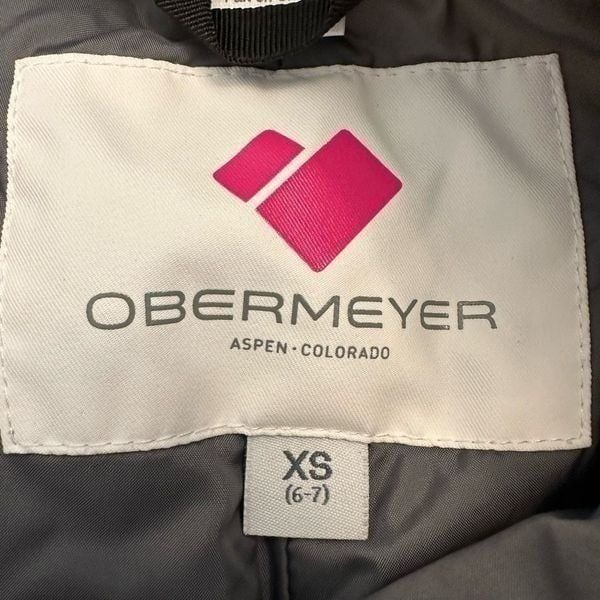 OBERMEYER
ASPEN · COLORADO
XS
(6-7)